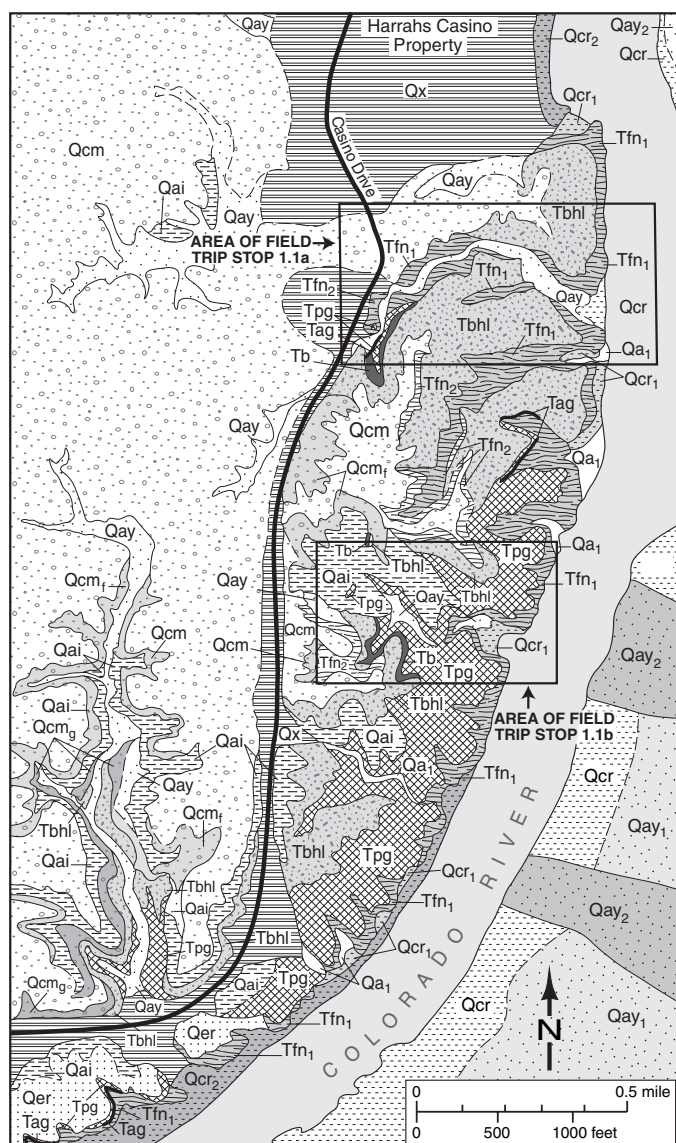 Qay
Harrahs Casino
Property
Qcr2
Qay2
Qcr
Qx
Qcr1
Tfn1
Casino Drive
Qcm
Qay
Qai
Qay
Tbhl
AREA OF FIELD
TRIP STOP 1.1a
Tfn1
Tfn1
Tfn1
Tfn2
Qay
Qcr
Tpg
Tbhl
Tag
Tfn1
Qa1
Tb
Qcr1
Tfn2
Tag
Qay
Qcm
Tfn2
Qcmf
Qa1
Qay
Tpg
Qa1
Tb
Tbhl
Qcmf
Qay
Qai
Tbhl
Tfn1
Qay
Tpg
Qcm
Qcm
Qai
Qcm
Tfn2
Tb
Tpg
Qcr1
Qay2
Qai
Tbhl
AREA OF FIELD
TRIP STOP 1.1b
Qcmg
Qai
Qx
Qai
Qay
Qa1
Tfn1
Qcr
Qcmf
Tbhl
Qay1
Qai
Tbhl
Tpg
Tbhl
Qcr1
Qai
Tfn1
Qay2
Tpg
Tbhl
Qcr1
Qcmg
Qai
Tpg
Qa1
Qay
Qcr
Tbhl
Qer
Tfn1
Qay1
Tfn1
Qai
Qcr2
Qer
Tpg
Tag
Tfn1
Tag
COLORADO RIVER
N
0 0.5 mile
0 500 1000 feet